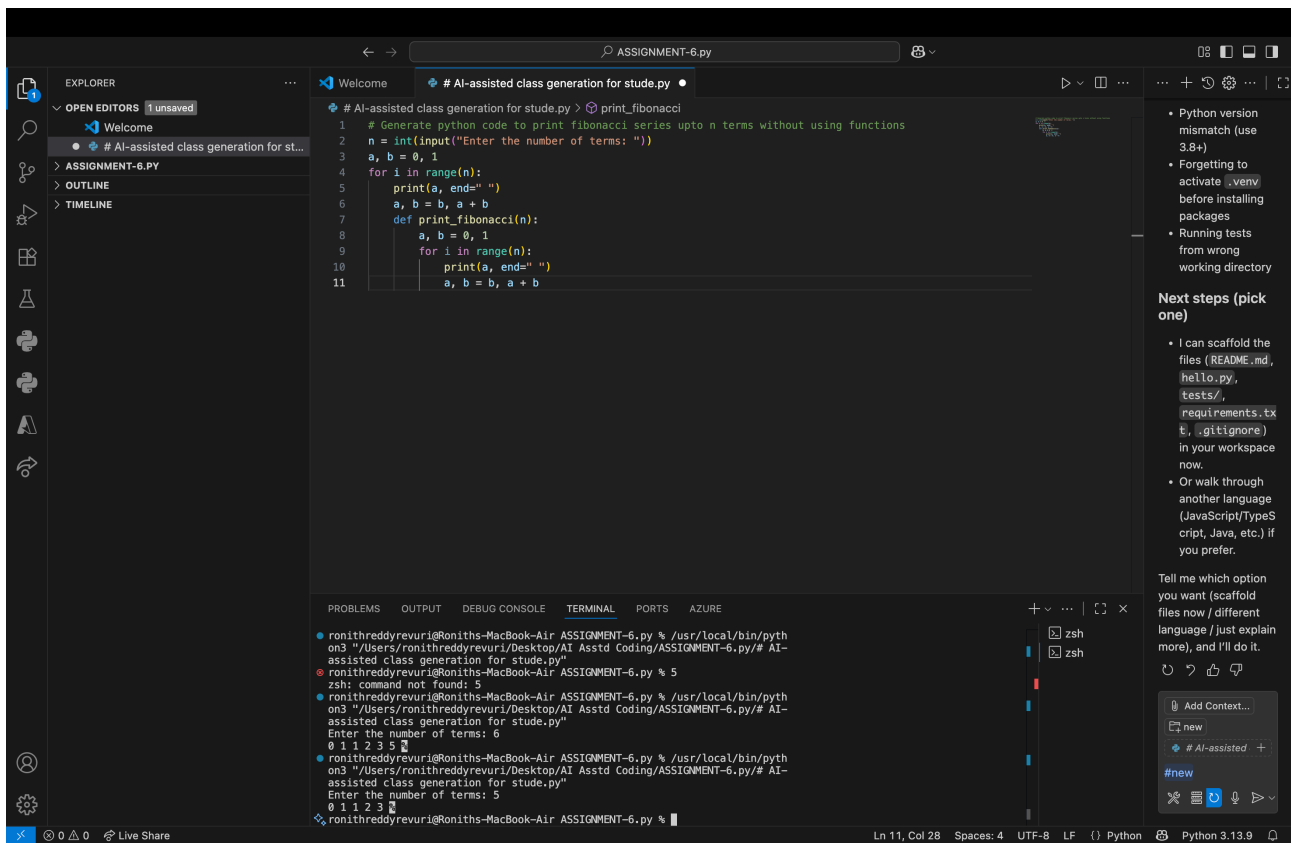 ASSIGNMENT-6.py
EXPLORER
OPEN EDITORS 1 unsaved
Welcome
# AI-assisted class generation for st...
ASSIGNMENT-6.PY
OUTLINE
TIMELINE
1
Welcome
# AI-assisted class generation for stude.py
# AI-assisted class generation for stude.py > print_fibonacci
1 # Generate python code to print fibonacci series upto n terms without using functions
2 n = int(input("Enter the number of terms: "))
3 a, b = 0, 1
4 for i in range(n):
5 print(a, end=" ")
6 a, b = b, a + b
7 def print_fibonacci(n):
8 a, b = 0, 1
9 for i in range(n):
10 print(a, end=" ")
11 a, b = b, a + b
PROBLEMS OUTPUT DEBUG CONSOLE TERMINAL PORTS AZURE
ronithreddyrevuri@Roniths-MacBook-Air ASSIGNMENT-6.py % /usr/local/bin/pyth
on3 "/Users/ronithreddyrevuri/Desktop/AI Asstd Coding/ASSIGNMENT-6.py/# AI-
assisted class generation for stude.py"
ronithreddyrevuri@Roniths-MacBook-Air ASSIGNMENT-6.py % 5
zsh: command not found: 5
ronithreddyrevuri@Roniths-MacBook-Air ASSIGNMENT-6.py % /usr/local/bin/pyth
on3 "/Users/ronithreddyrevuri/Desktop/AI Asstd Coding/ASSIGNMENT-6.py/# AI-
assisted class generation for stude.py"
Enter the number of terms: 6
0 1 1 2 3 5 %
ronithreddyrevuri@Roniths-MacBook-Air ASSIGNMENT-6.py % /usr/local/bin/pyth
on3 "/Users/ronithreddyrevuri/Desktop/AI Asstd Coding/ASSIGNMENT-6.py/# AI-
assisted class generation for stude.py"
Enter the number of terms: 5
0 1 1 2 3 %
ronithreddyrevuri@Roniths-MacBook-Air ASSIGNMENT-6.py %
zsh
zsh
• Python version
mismatch (use
3.8+)
• Forgetting to
activate .venv
before installing
packages
• Running tests
from wrong
working directory
Next steps (pick
one)
• I can scaffold the
files (README.md,
hello.py,
tests/,
requirements.tx
t, .gitignore)
in your workspace
now.
• Or walk through
another language
(JavaScript/TypeS
cript, Java, etc.) if
you prefer.
Tell me which option
you want (scaffold
files now / different
language / just explain
more), and I'll do it.
Add Context...
new
# AI-assisted +
#new
0 0 Live Share
Ln 11, Col 28 Spaces: 4 UTF-8 LF {} Python Python 3.13.9